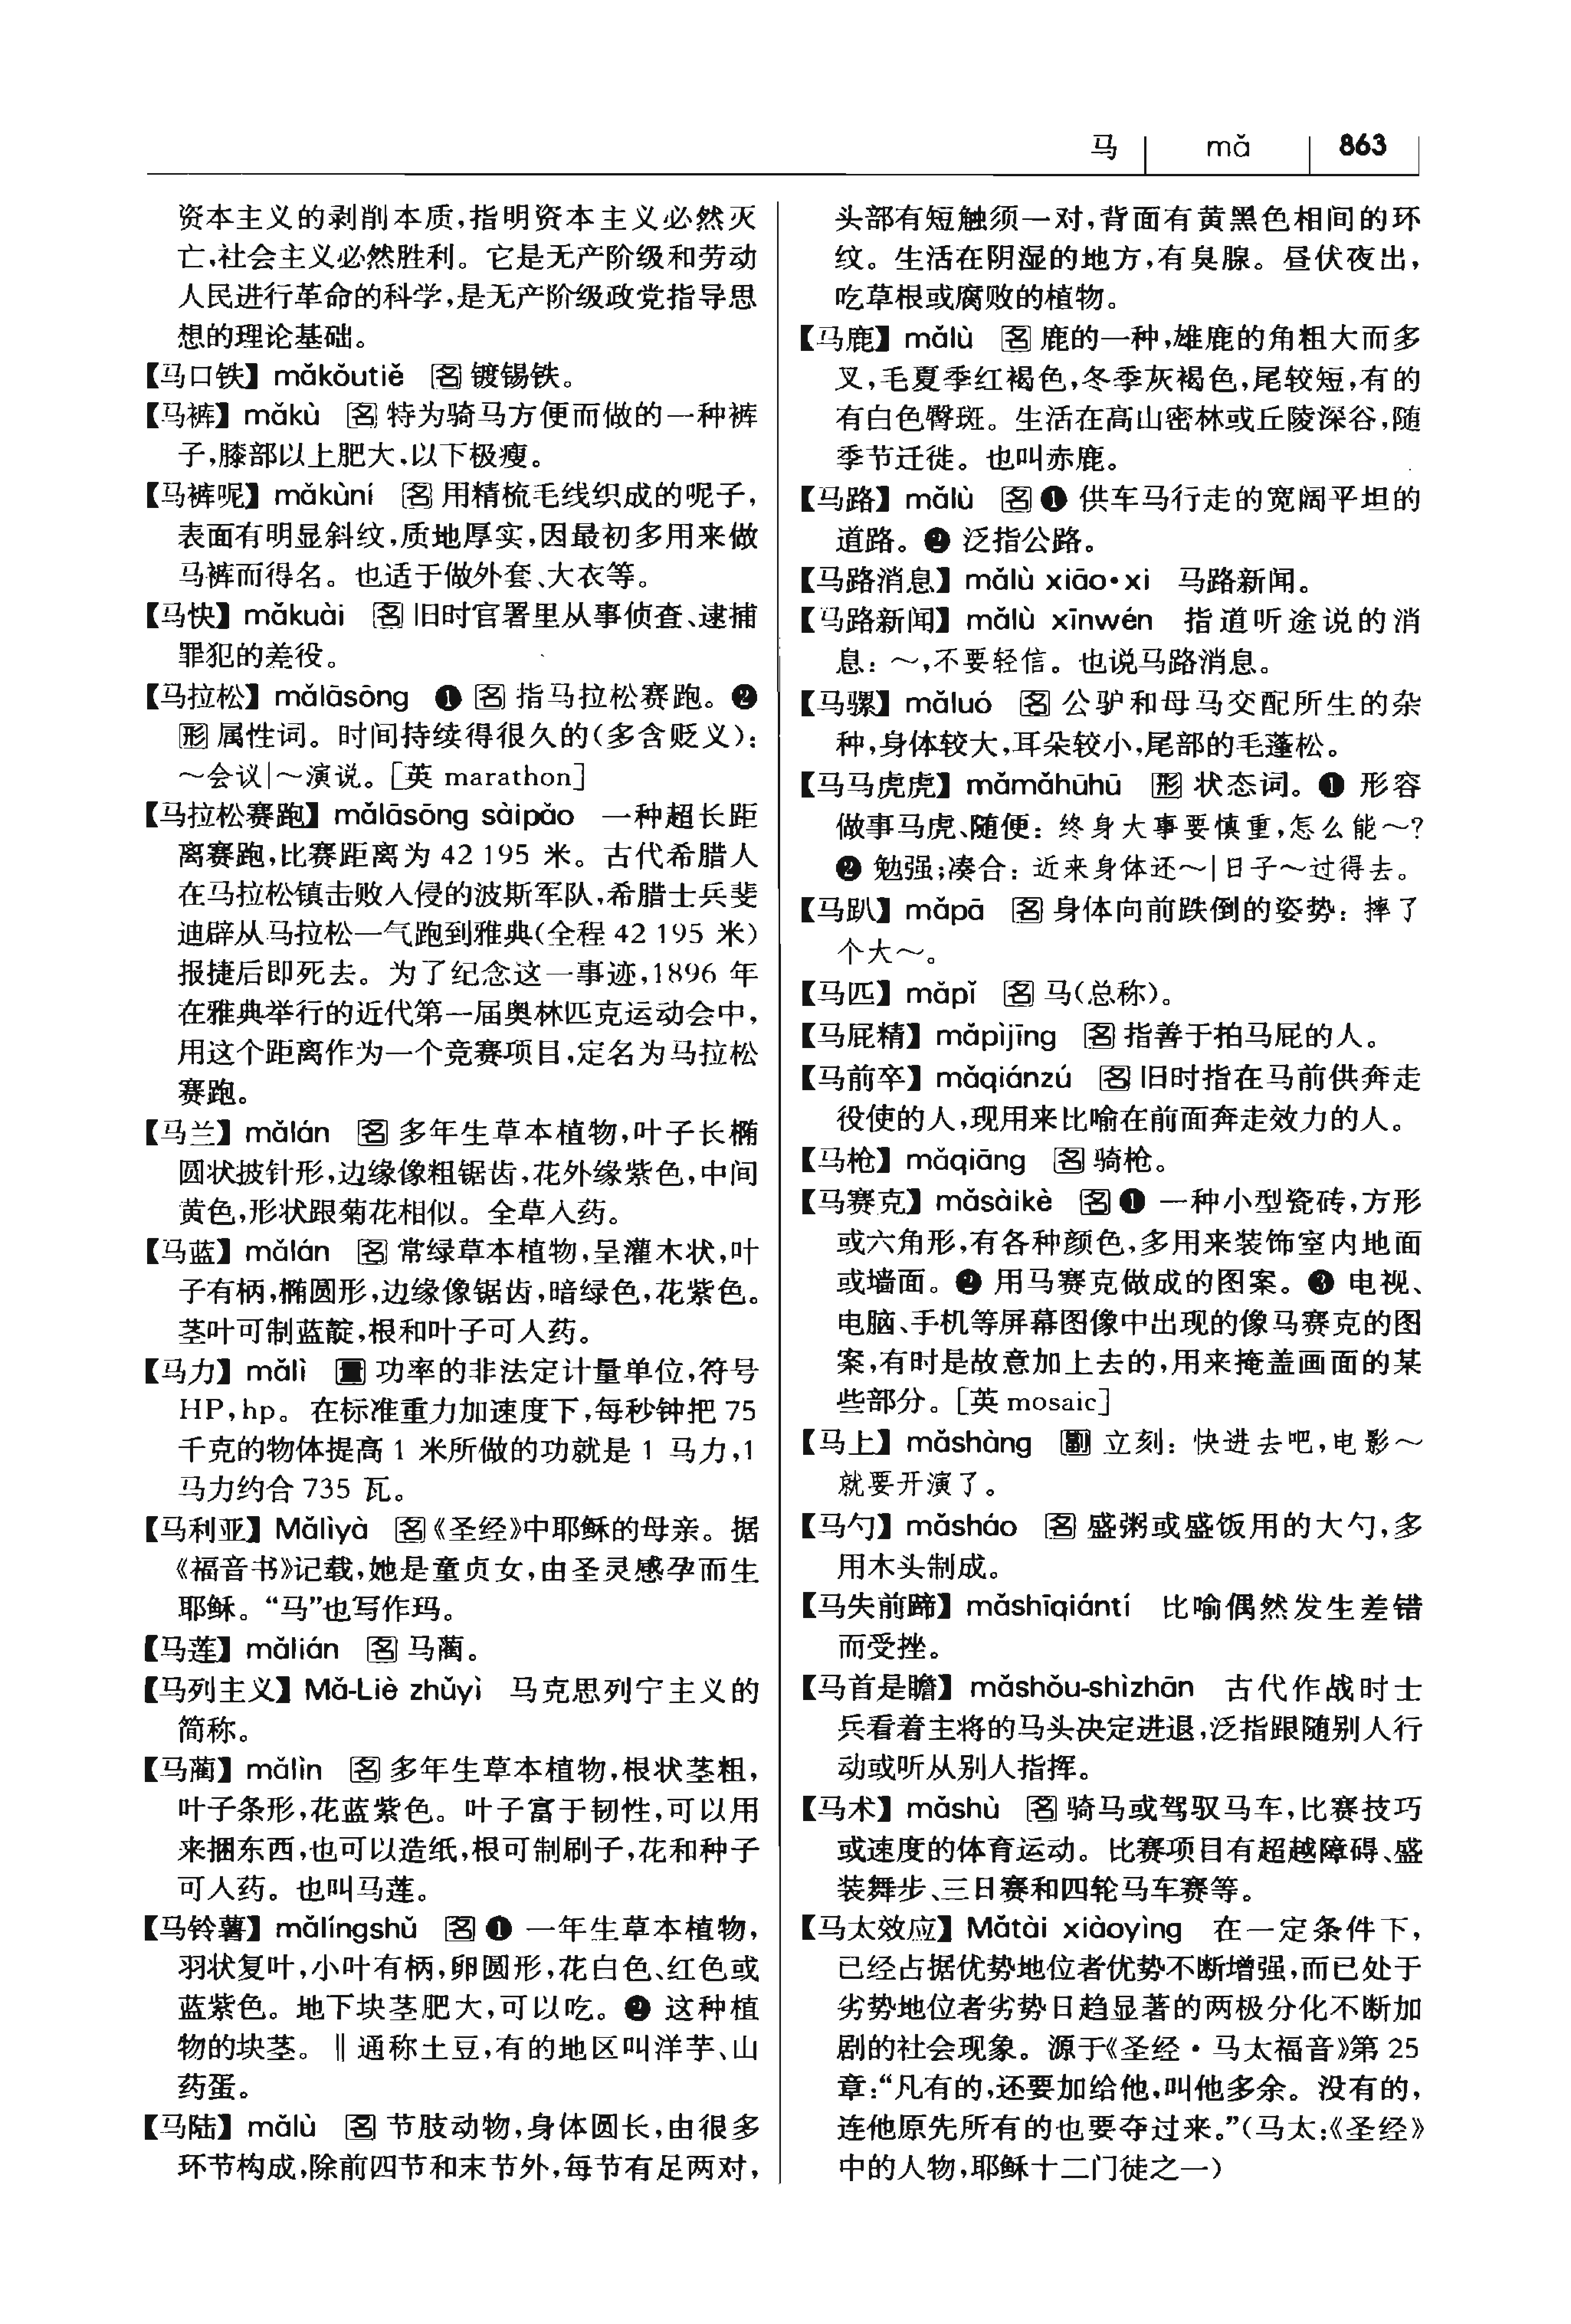 马 mǎ 863
资本主义的剥削本质,指明资本主义必然灭
亡,社会主义必然胜利。它是无产阶级和劳动
人民进行革命的科学,是无产阶级政党指导思
想的理论基础。
【马口铁】mǎkǒutiě 名 镀锡铁。
【马裤】mǎkù 名 特为骑马方便而做的一种裤
子,膝部以上肥大,以下极瘦。
【马裤呢】mǎkùní 名 用精梳毛线织成的呢子,
表面有明显斜纹,质地厚实,因最初多用来做
马裤而得名。也适于做外套、大衣等。
【马快】mǎkuài 名 旧时官署里从事侦查、逮捕
罪犯的差役。
【马拉松】mǎlāsōng ❶ 名 指马拉松赛跑。❷
形 属性词。时间持续得很久的(多含贬义):
~会议|~演说。[英 marathon]
【马拉松赛跑】mǎlāsōng sàipǎo 一种超长距
离赛跑,比赛距离为 42 195 米。古代希腊人
在马拉松镇击败入侵的波斯军队,希腊士兵斐
迪辟从马拉松一气跑到雅典(全程 42 195 米)
报捷后即死去。为了纪念这一事迹,1896 年
在雅典举行的近代第一届奥林匹克运动会中,
用这个距离作为一个竞赛项目,定名为马拉松
赛跑。
【马兰】mǎlán 名 多年生草本植物,叶子长椭
圆状披针形,边缘像粗锯齿,花外缘紫色,中间
黄色,形状跟菊花相似。全草入药。
【马蓝】mǎlán 名 常绿草本植物,呈灌木状,叶
子有柄,椭圆形,边缘像锯齿,暗绿色,花紫色。
茎叶可制蓝靛,根和叶子可入药。
【马力】mǎlì 量 功率的非法定计量单位,符号
HP,hp。在标准重力加速度下,每秒钟把 75
千克的物体提高 1 米所做的功就是 1 马力,1
马力约合 735 瓦。
【马利亚】Mǎlìyà 名《圣经》中耶稣的母亲。据
《福音书》记载,她是童贞女,由圣灵感孕而生
耶稣。“马”也写作玛。
【马莲】mǎlián 名 马蔺。
【马列主义】Mǎ-Liè zhǔyì 马克思列宁主义的
简称。
【马蔺】mǎlìn 名 多年生草本植物,根状茎粗,
叶子条形,花蓝紫色。叶子富于韧性,可以用
来捆东西,也可以造纸,根可制刷子,花和种子
可入药。也叫马莲。
【马铃薯】mǎlíngshǔ 名 ❶ 一年生草本植物,
羽状复叶,小叶有柄,卵圆形,花白色、红色或
蓝紫色。地下块茎肥大,可以吃。❷ 这种植
物的块茎。‖通称土豆,有的地区叫洋芋、山
药蛋。
【马陆】mǎlù 名 节肢动物,身体圆长,由很多
环节构成,除前四节和末节外,每节有足两对,
头部有短触须一对,背面有黄黑色相间的环
纹。生活在阴湿的地方,有臭腺。昼伏夜出,
吃草根或腐败的植物。
【马鹿】mǎlù 名 鹿的一种,雄鹿的角粗大而多
叉,毛夏季红褐色,冬季灰褐色,尾较短,有的
有白色臀斑。生活在高山密林或丘陵深谷,随
季节迁徙。也叫赤鹿。
【马路】mǎlù 名 ❶ 供车马行走的宽阔平坦的
道路。❷ 泛指公路。
【马路消息】mǎlù xiāo•xi 马路新闻。
【马路新闻】mǎlù xīnwén 指道听途说的消
息:~,不要轻信。也说马路消息。
【马骡】mǎluó 名 公驴和母马交配所生的杂
种,身体较大,耳朵较小,尾部的毛蓬松。
【马马虎虎】mǎmǎhūhū 形 状态词。❶ 形容
做事马虎、随便:终身大事要慎重,怎么能~?
❷ 勉强;凑合:近来身体还~|日子~过得去。
【马趴】mǎpā 名 身体向前跌倒的姿势:摔了
个大~。
【马匹】mǎpǐ 名 马(总称)。
【马屁精】mǎpìjīng 名 指善于拍马屁的人。
【马前卒】mǎqiánzú 名 旧时指在马前供奔走
役使的人,现用来比喻在前面奔走效力的人。
【马枪】mǎqiāng 名 骑枪。
【马赛克】mǎsàikè 名 ❶ 一种小型瓷砖,方形
或六角形,有各种颜色,多用来装饰室内地面
或墙面。❷ 用马赛克做成的图案。❸ 电视、
电脑、手机等屏幕图像中出现的像马赛克的图
案,有时是故意加上去的,用来掩盖画面的某
些部分。[英 mosaic]
【马上】mǎshàng 副 立刻:快进去吧,电影~
就要开演了。
【马勺】mǎsháo 名 盛粥或盛饭用的大勺,多
用木头制成。
【马失前蹄】mǎshīqiántí 比喻偶然发生差错
而受挫。
【马首是瞻】mǎshǒu-shìzhān 古代作战时士
兵看着主将的马头决定进退,泛指跟随别人行
动或听从别人指挥。
【马术】mǎshù 名 骑马或驾驭马车,比赛技巧
或速度的体育运动。比赛项目有超越障碍、盛
装舞步、三日赛和四轮马车赛等。
【马太效应】Mǎtài xiàoyìng 在一定条件下,
已经占据优势地位者优势不断增强,而已处于
劣势地位者劣势日趋显著的两极分化不断加
剧的社会现象。源于《圣经·马太福音》第 25
章:“凡有的,还要加给他,叫他多余。没有的,
连他原先所有的也要夺过来。”(马太:《圣经》
中的人物,耶稣十二门徒之一)